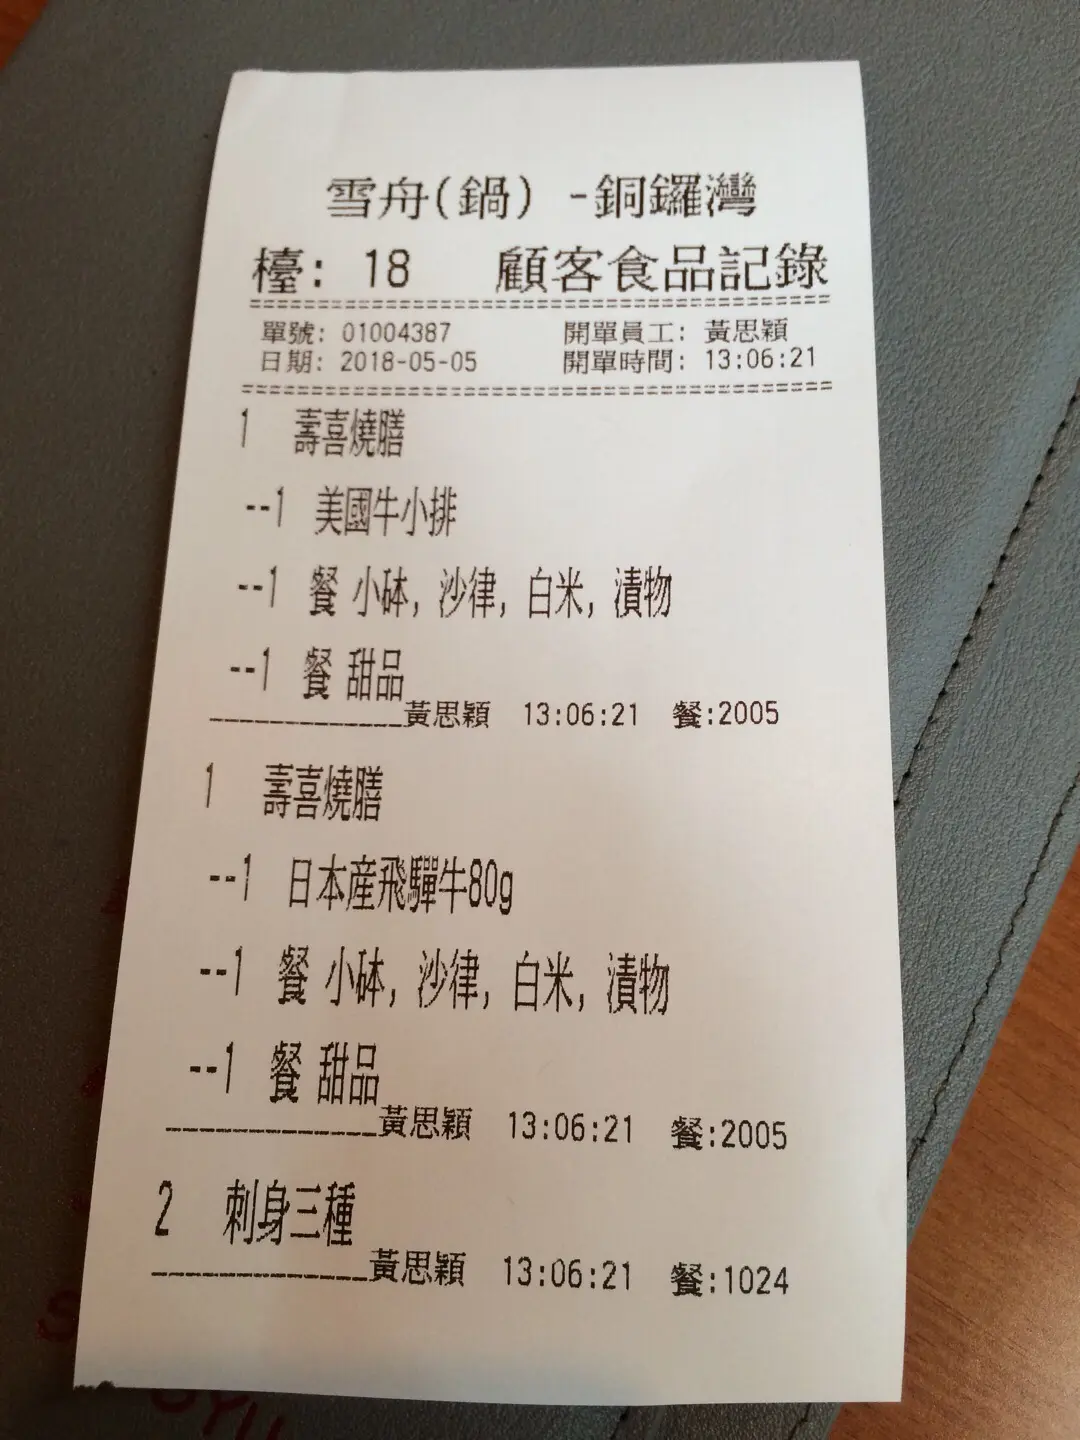 雪舟(鍋) -銅鑼灣
檯: 18 顧客食品記錄
單號: 01004387 開單員工: 黃思穎
日期: 2018-05-05 開單時間: 13:06:21
1 壽喜燒膳
--1 美國牛小排
--1 餐 小砵, 沙律, 白米, 漬物
--1 餐 甜品
黃思穎 13:06:21 餐:2005
1 壽喜燒膳
--1 日本産飛驒牛80g
--1 餐 小砵, 沙律, 白米, 漬物
--1 餐 甜品
黃思穎 13:06:21 餐:2005
2 刺身三種
黃思穎 13:06:21 餐:1024